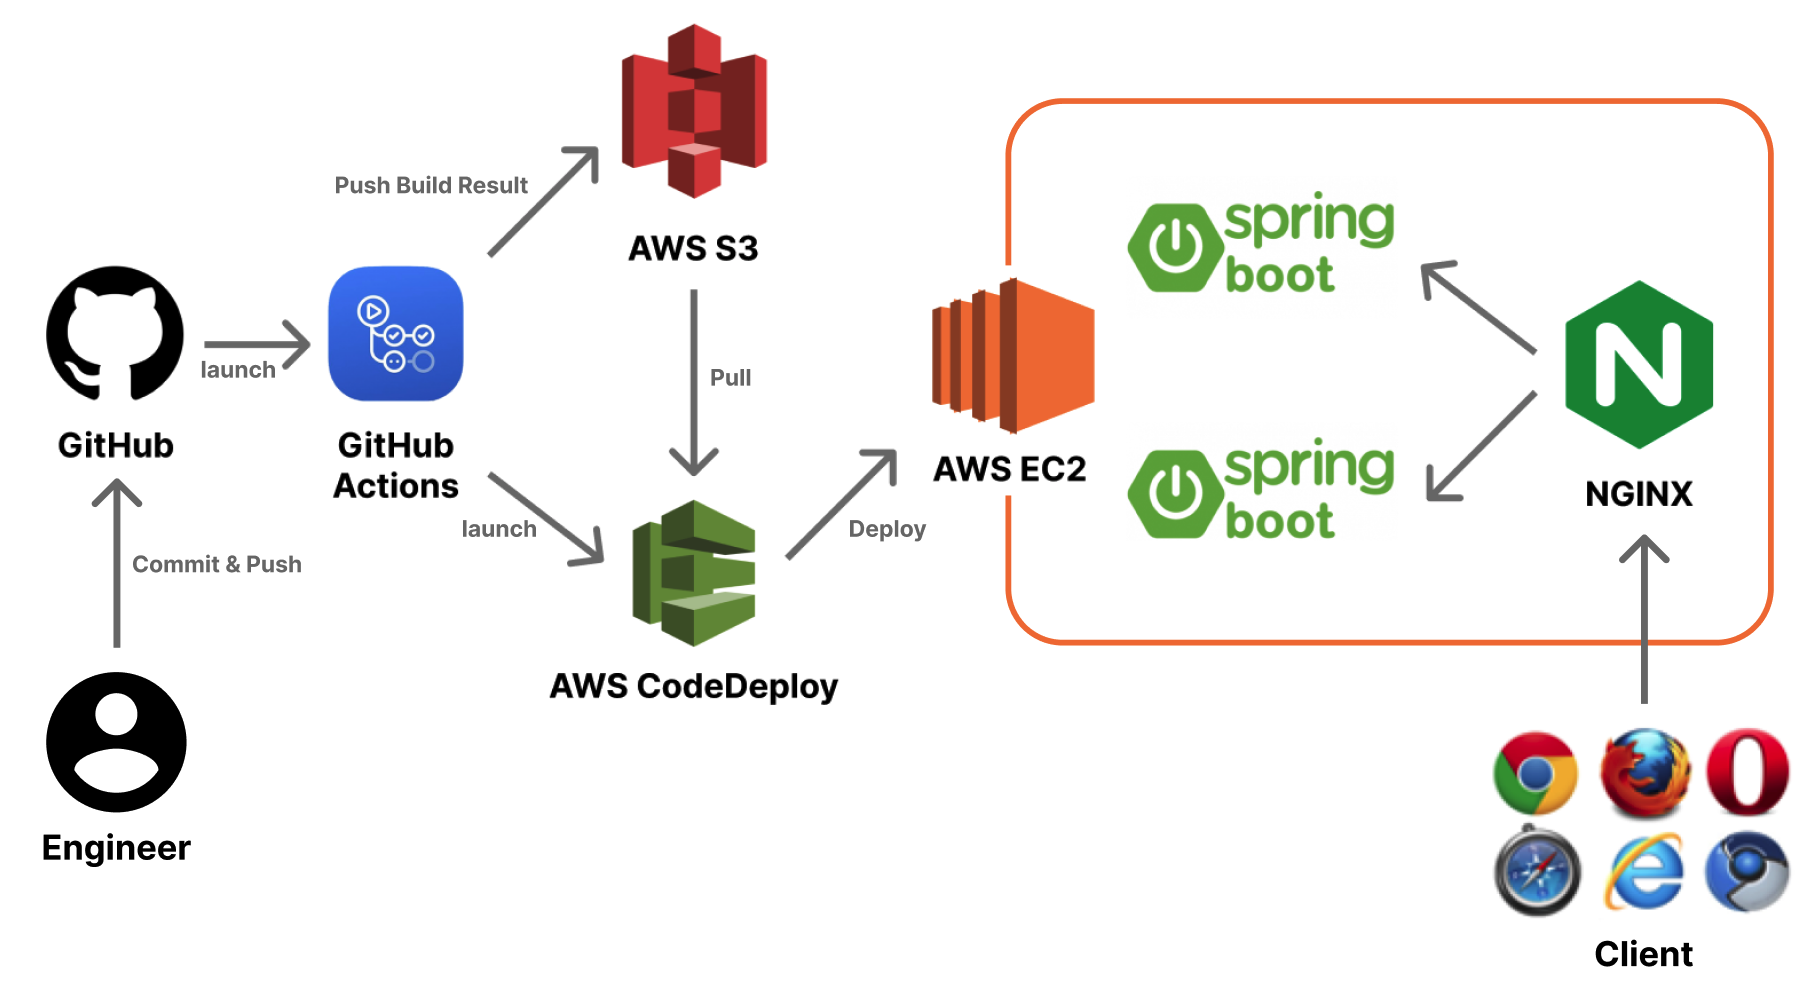 Push Build Result
AWS S3
launch
GitHub
GitHub
Actions
Pull
launch
Commit & Push
Engineer
AWS CodeDeploy
Deploy
AWS EC2
spring
boot
spring
boot
N
NGINX
Client